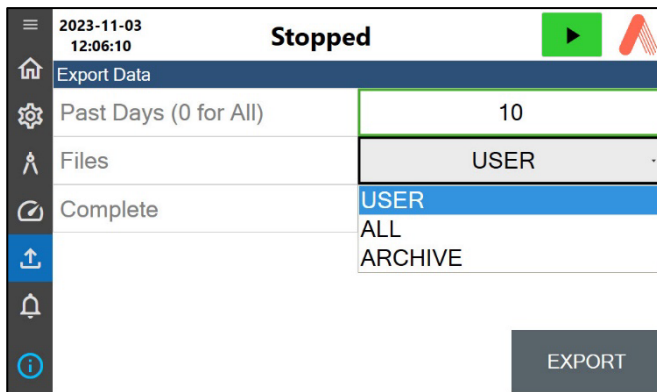 2023-11-03
12:06:10
Stopped
Export Data
Past Days (0 for All)
10
Files
USER
Complete
USER
ALL
ARCHIVE
EXPORT